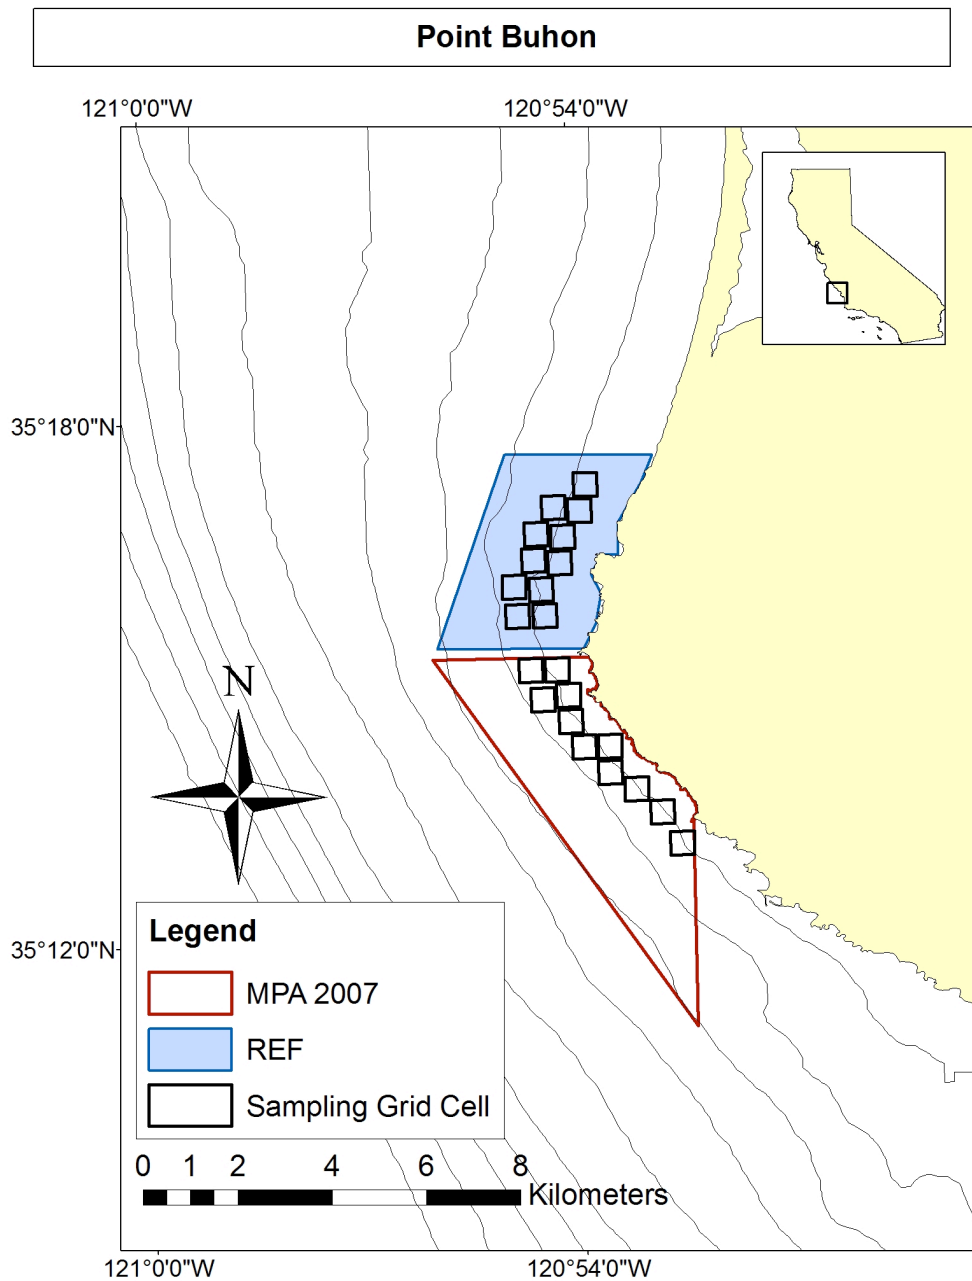 Point Buhon
121°0'0"W 120°54'0"W
35°18'0"N
N
35°12'0"N
Legend
MPA 2007
REF
Sampling Grid Cell
0 1 2 4 6 8
Kilometers
121°0'0"W 120°54'0"W